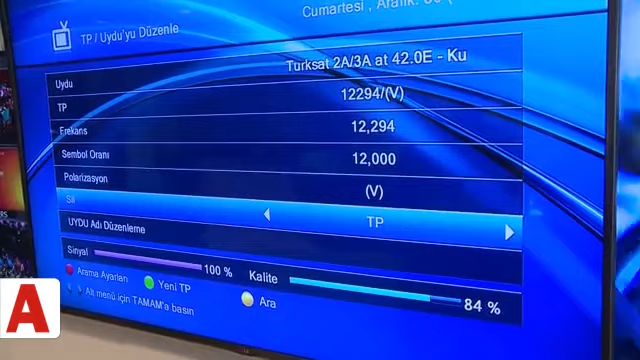 Cumartesi , Aralık
TP / Uydu'yu Düzenle
Uydu Turksat 2A/3A at 42.0E - Ku
TP 12294/(V)
Frekans 12,294
Sembol Oranı 12,000
Polarizasyon (V)
Sil TP
UYDU Adı Düzenleme
Sinyal 100 % Kalite 84 %
Arama Ayarları Yeni TP Ara
Alt menü için TAMAM'a basın
A